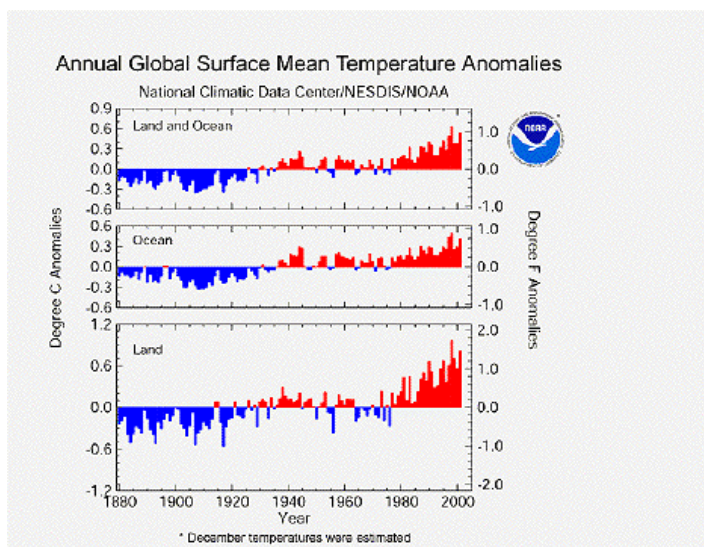 Annual Global Surface Mean Temperature Anomalies
National Climatic Data Center/NESDIS/NOAA
0.9
0.6
0.3
0.0
-0.3
-0.6
Land and Ocean
1.0
0.0
-1.0
NOAA
0.6
0.3
0.0
-0.3
-0.6
Ocean
1.0
0.0
-1.0
Degree C Anomalies
Degree F Anomalies
1.2
0.6
0.0
-0.6
-1.2
Land
2.0
1.0
0.0
-1.0
-2.0
1880 1900 1920 1940 1960 1980 2000
Year
* December temperatures were estimated